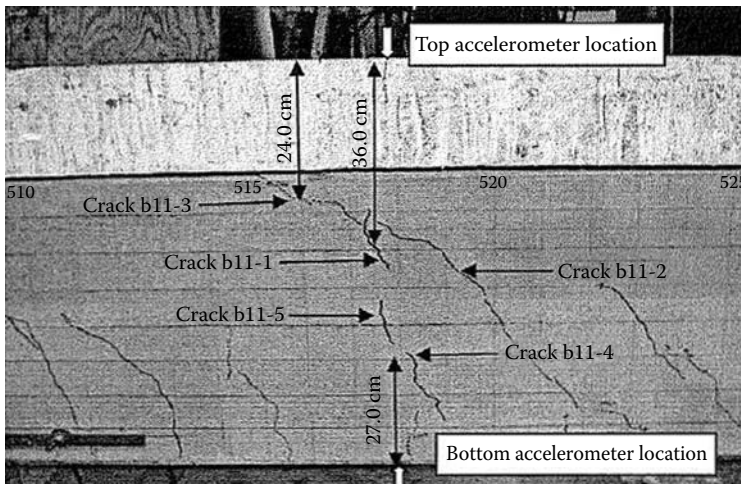 Top accelerometer location
24.0 cm
36.0 cm
510
515
520
525
Crack b11-3
Crack b11-1
Crack b11-2
Crack b11-5
Crack b11-4
27.0 cm
Bottom accelerometer location